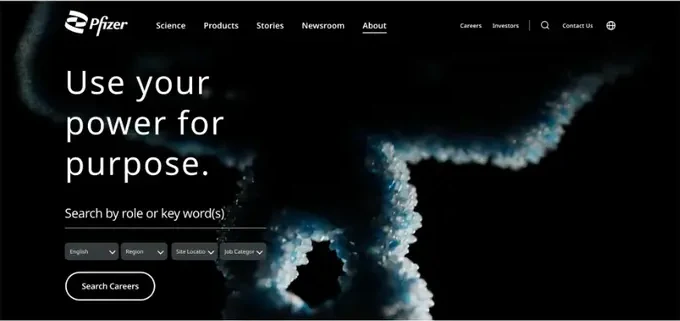 Pfizer Science Products Stories Newsroom About Careers Investors Contact Us
Use your
power for
purpose.
Search by role or key word(s)
English Region Site Locatio Job Categor
Search Careers